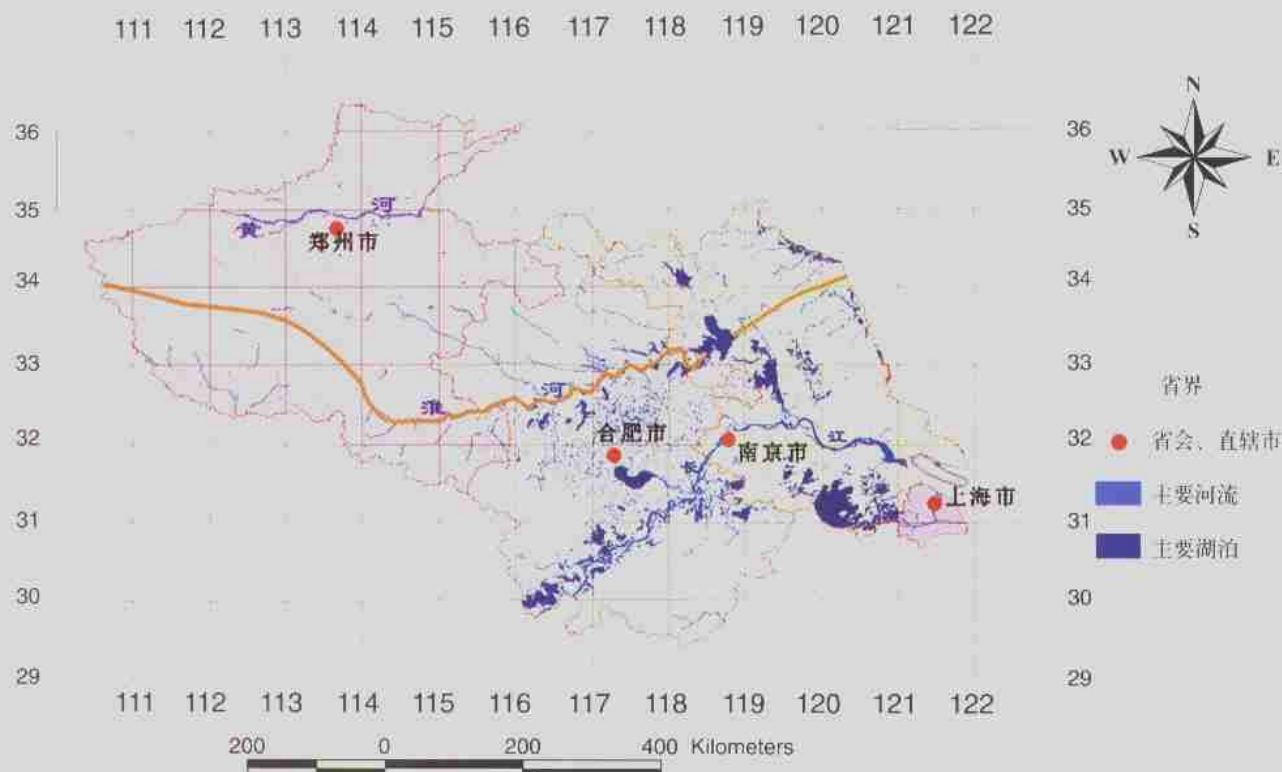 111 112 113 114 115 116 117 118 119 120 121 122
N
36 36
W E
35 35
S
黄 河
郑州市
34 34
33 33
淮 河
省界
32 32
合肥市
江
省会、直辖市
长
南京市
主要河流
上海市
31 31
主要湖泊
30 30
29 29
111 112 113 114 115 116 117 118 119 120 121 122
200 0 200 400 Kilometers